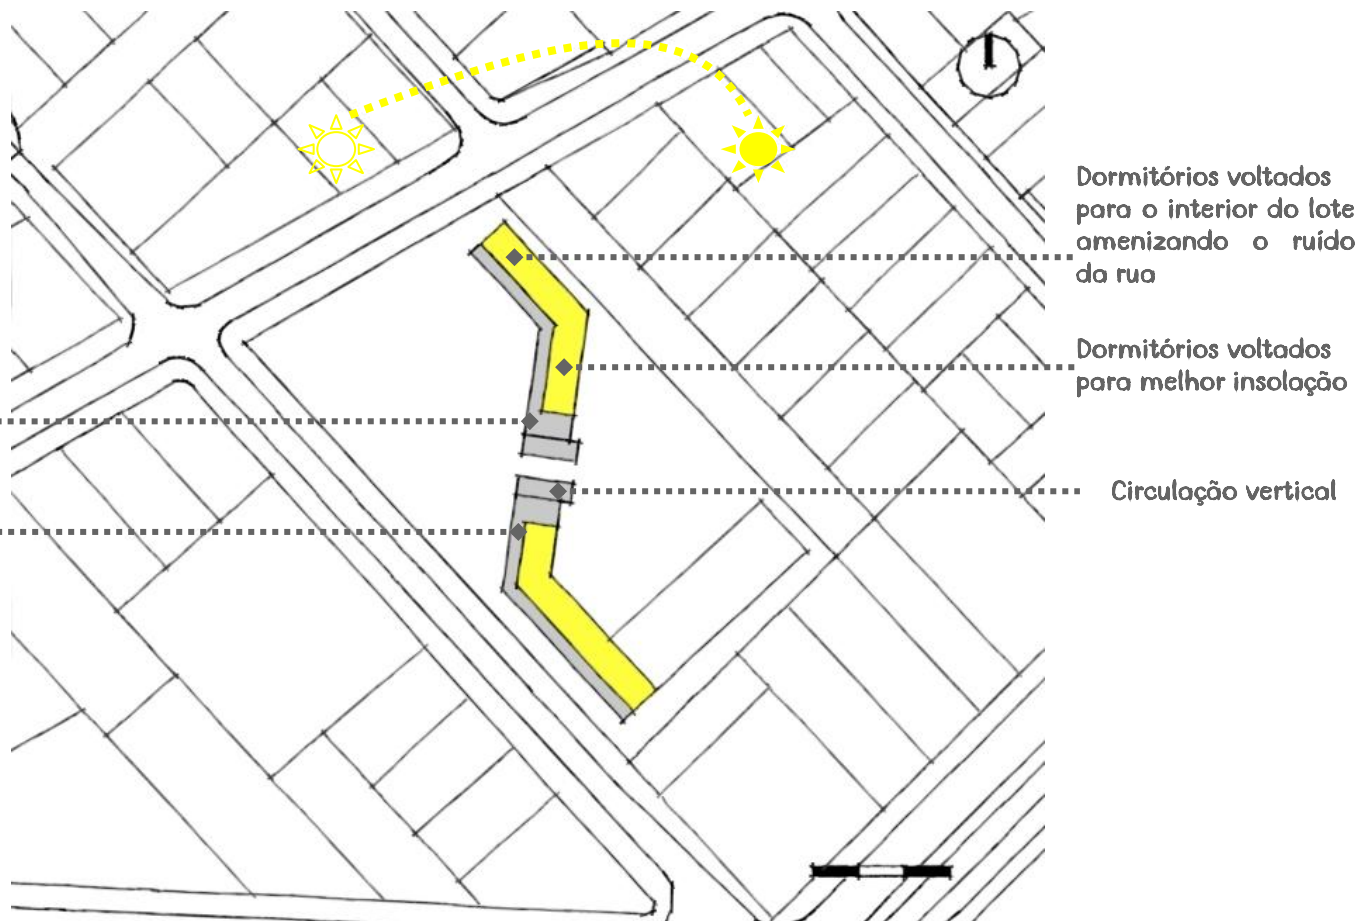 Dormitórios voltados
para o interior do lote
amenizando o ruído
da rua
Dormitórios voltados
para melhor insolação
Circulação vertical